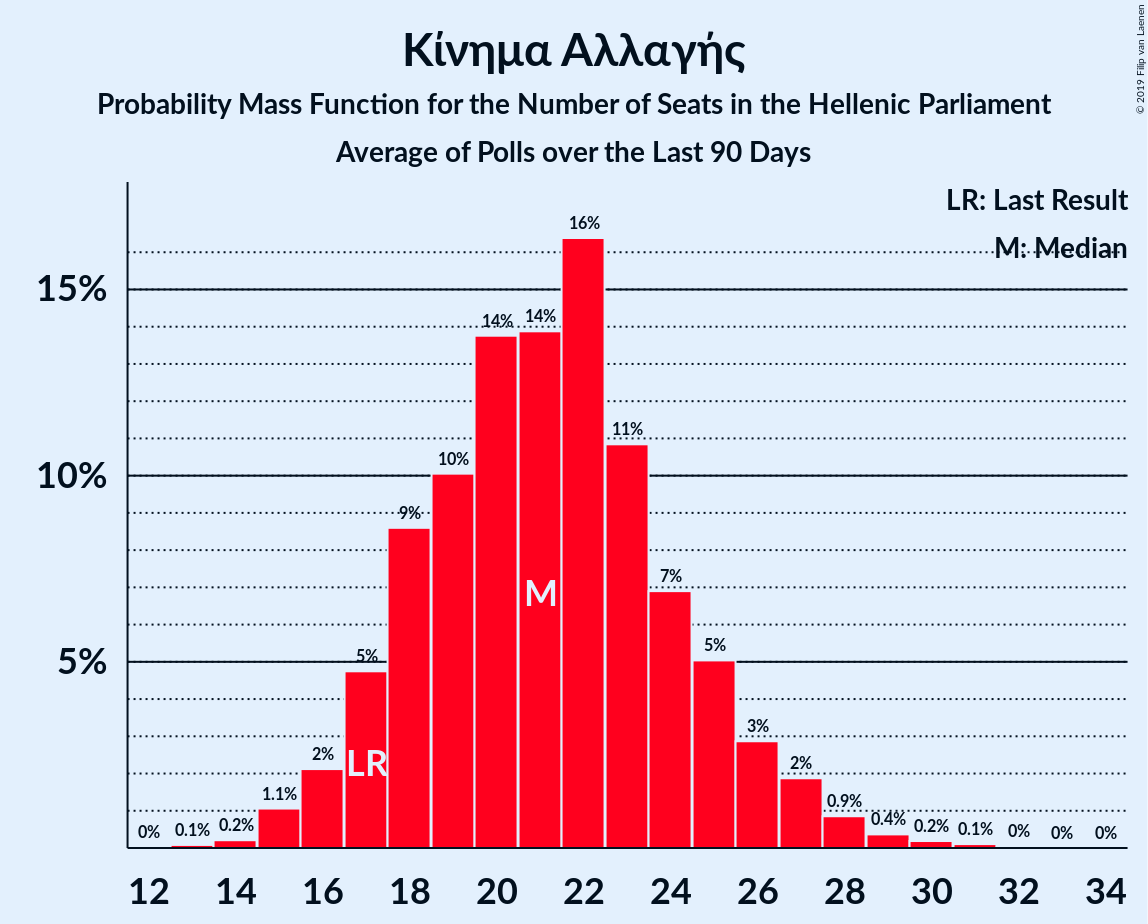 Κίνημα Αλλαγής
Probability Mass Function for the Number of Seats in the Hellenic Parliament
Average of Polls over the Last 90 Days
© 2019 Filip van Laenen
LR: Last Result
M: Median
15%
10%
5%
0%
0.1%
0.2%
1.1%
2%
5%
9%
10%
14%
14%
16%
11%
7%
5%
3%
2%
0.9%
0.4%
0.2%
0.1%
0%
0%
0%
LR
M
12 14 16 18 20 22 24 26 28 30 32 34